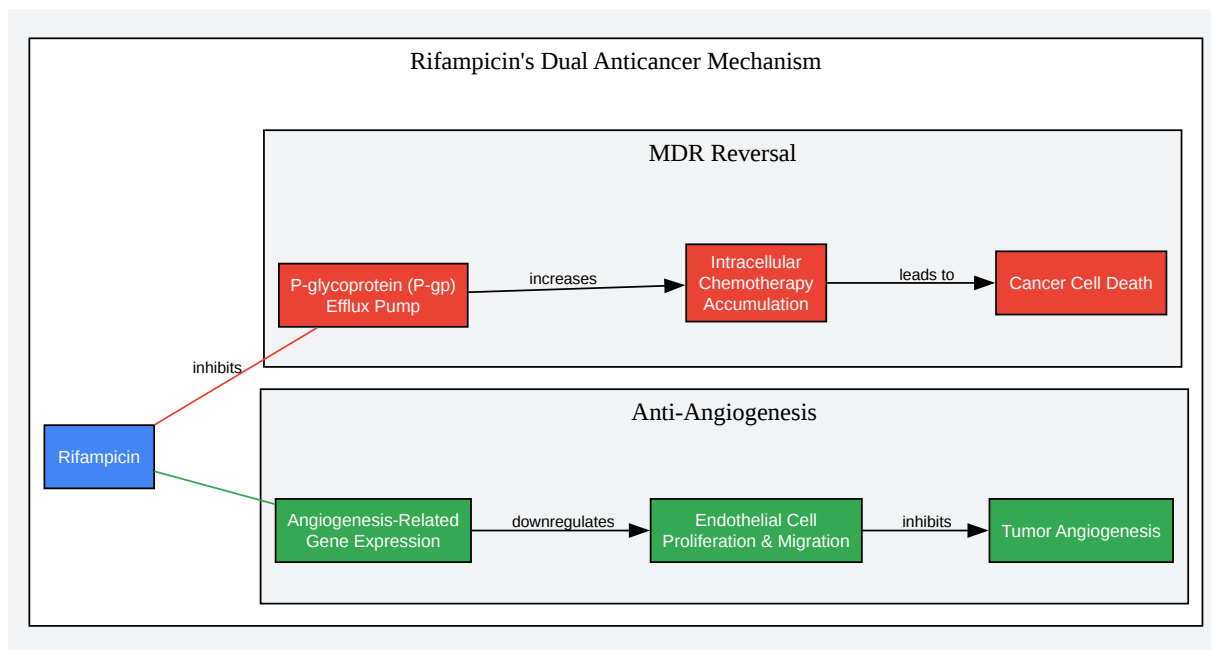 Rifampicin's Dual Anticancer Mechanism
MDR Reversal
P-glycoprotein (P-gp)
Efflux Pump
increases
Intracellular
Chemotherapy
Accumulation
leads to
Cancer Cell Death
inhibits
Rifampicin
Anti-Angiogenesis
Angiogenesis-Related
Gene Expression
downregulates
Endothelial Cell
Proliferation & Migration
inhibits
Tumor Angiogenesis